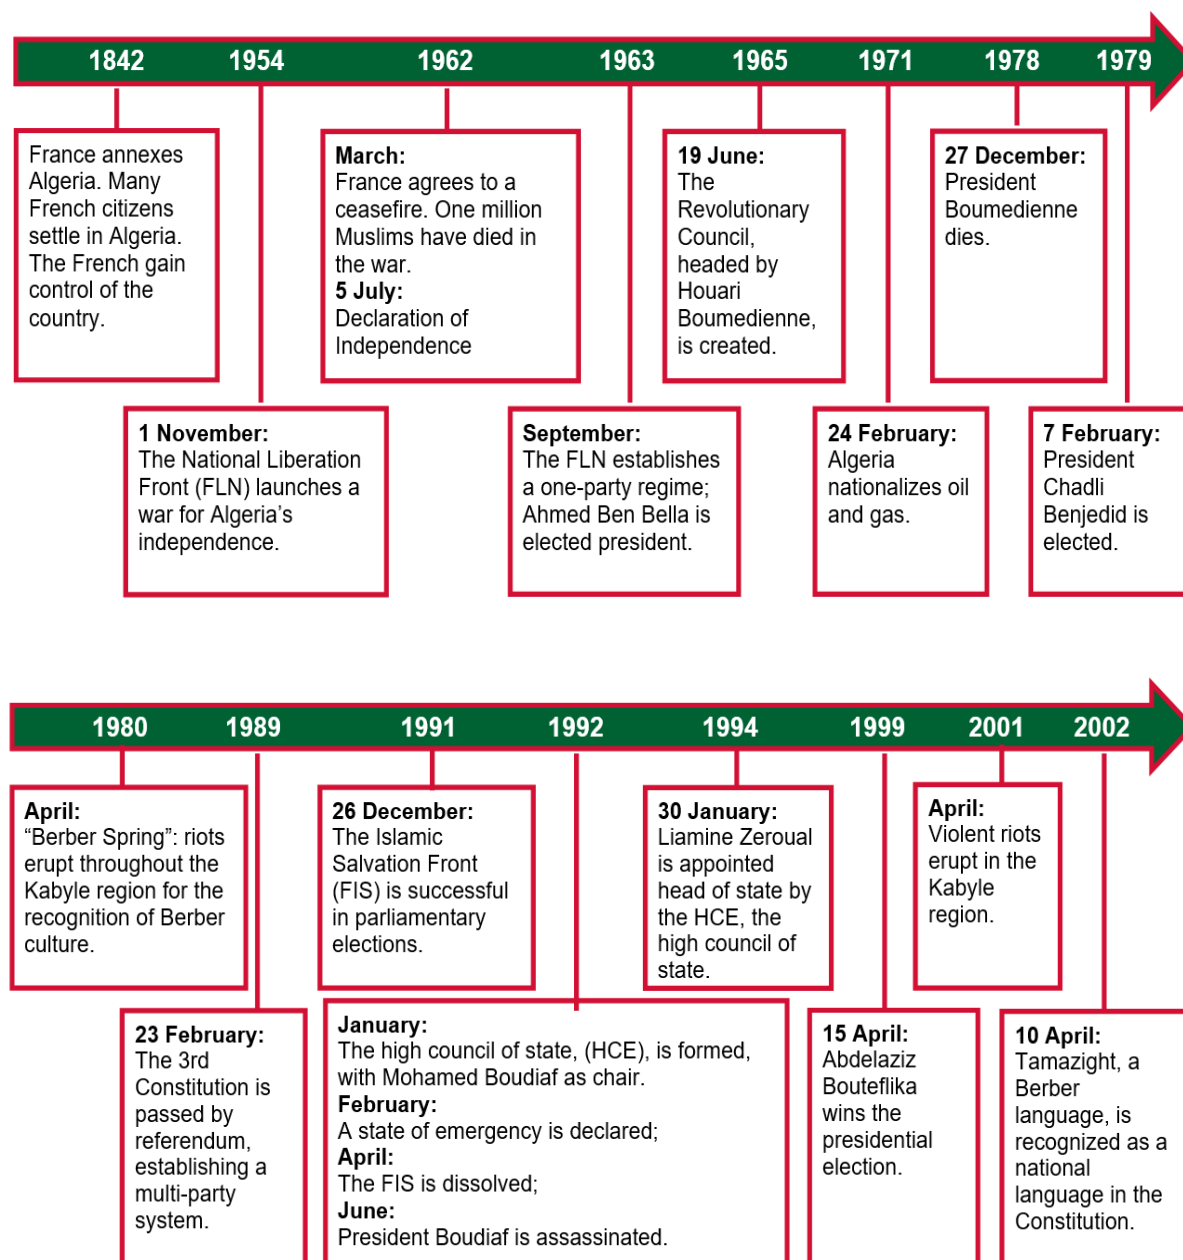 1842 1954 1962 1963 1965 1971 1978 1979
France annexes
Algeria. Many
French citizens
settle in Algeria.
The French gain
control of the
country.
1 November:
The National Liberation
Front (FLN) launches a
war for Algeria’s
independence.
March:
France agrees to a
ceasefire. One million
Muslims have died in
the war.
5 July:
Declaration of
Independence
September:
The FLN establishes
a one-party regime;
Ahmed Ben Bella is
elected president.
19 June:
The
Revolutionary
Council,
headed by
Houari
Boumedienne,
is created.
24 February:
Algeria
nationalizes oil
and gas.
27 December:
President
Boumedienne
dies.
7 February:
President
Chadli
Benjedid is
elected.
1980 1989 1991 1992 1994 1999 2001 2002
April:
“Berber Spring”: riots
erupt throughout the
Kabyle region for the
recognition of Berber
culture.
23 February:
The 3rd
Constitution is
passed by
referendum,
establishing a
multi-party
system.
26 December:
The Islamic
Salvation Front
(FIS) is successful
in parliamentary
elections.
January:
The high council of state, (HCE), is formed,
with Mohamed Boudiaf as chair.
February:
A state of emergency is declared;
April:
The FIS is dissolved;
June:
President Boudiaf is assassinated.
30 January:
Liamine Zeroual
is appointed
head of state by
the HCE, the
high council of
state.
15 April:
Abdelaziz
Bouteflika
wins the
presidential
election.
April:
Violent riots
erupt in the
Kabyle
region.
10 April:
Tamazight, a
Berber
language, is
recognized as a
national
language in the
Constitution.